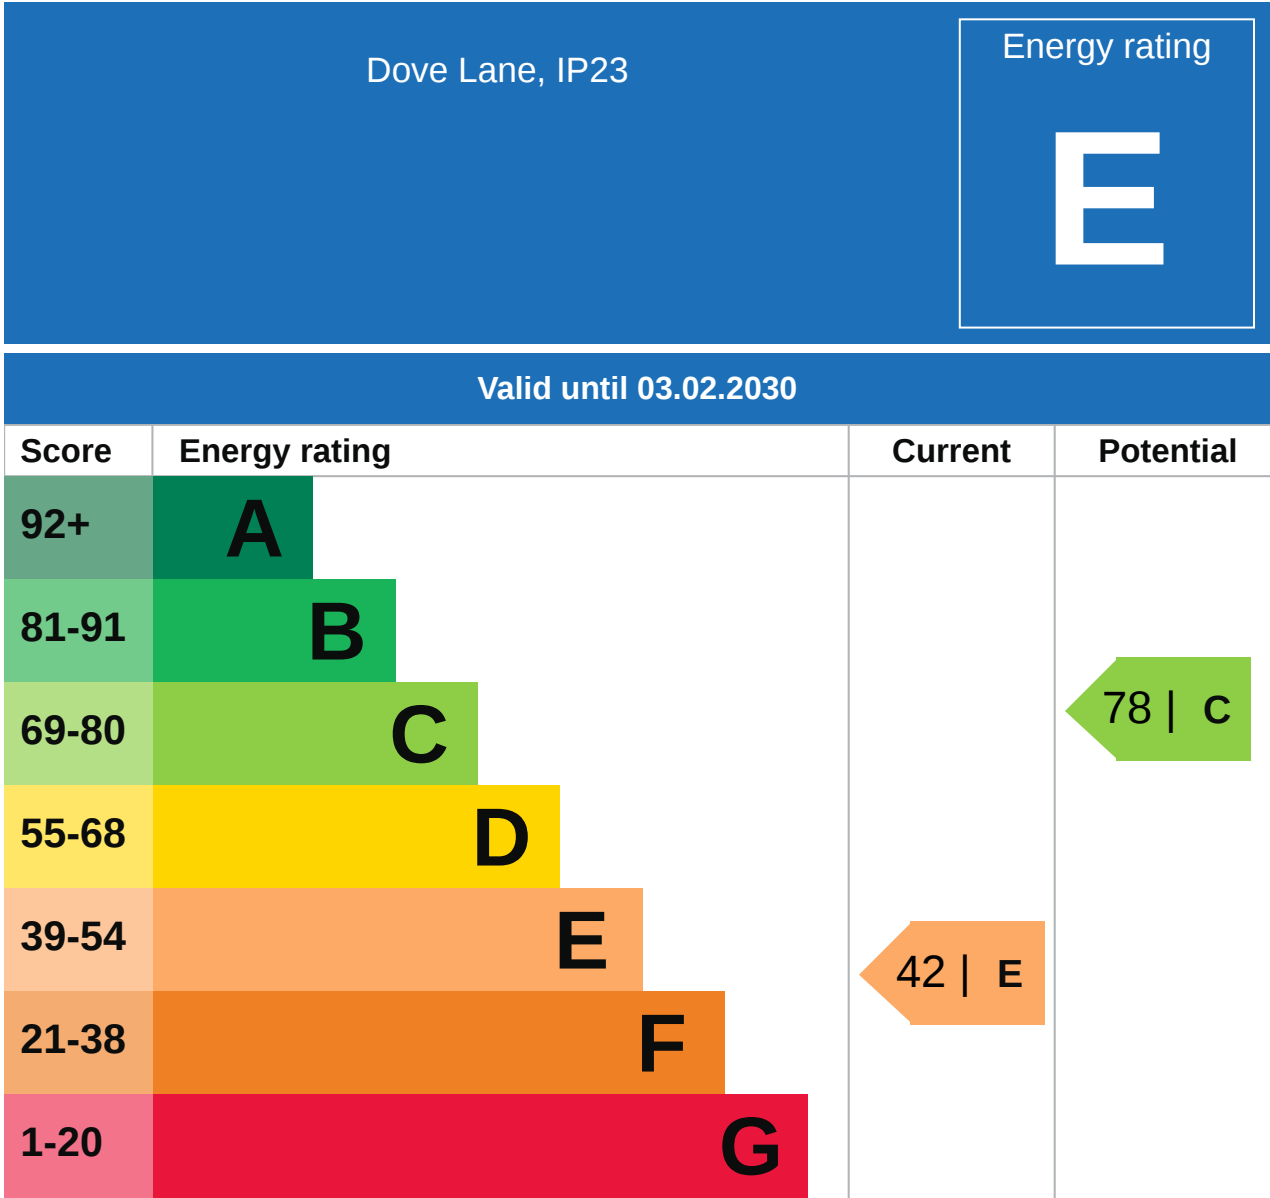 Dove Lane, IP23
Energy rating
E
Valid until 03.02.2030
Score Energy rating Current Potential
92+ A
81-91 B
69-80 C
78 | C
55-68 D
39-54 E
42 | E
21-38 F
1-20 G